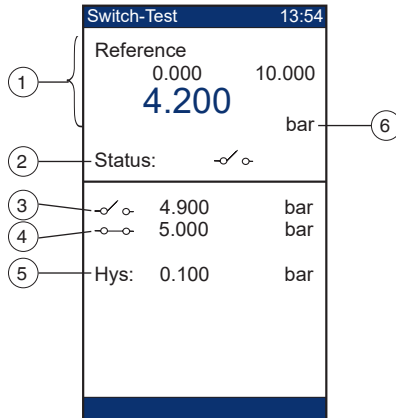 Switch-Test 13:54
Reference
0.000 10.000
4.200
1
bar 6
2 Status:
3 4.900 bar
4 5.000 bar
5 Hys: 0.100 bar